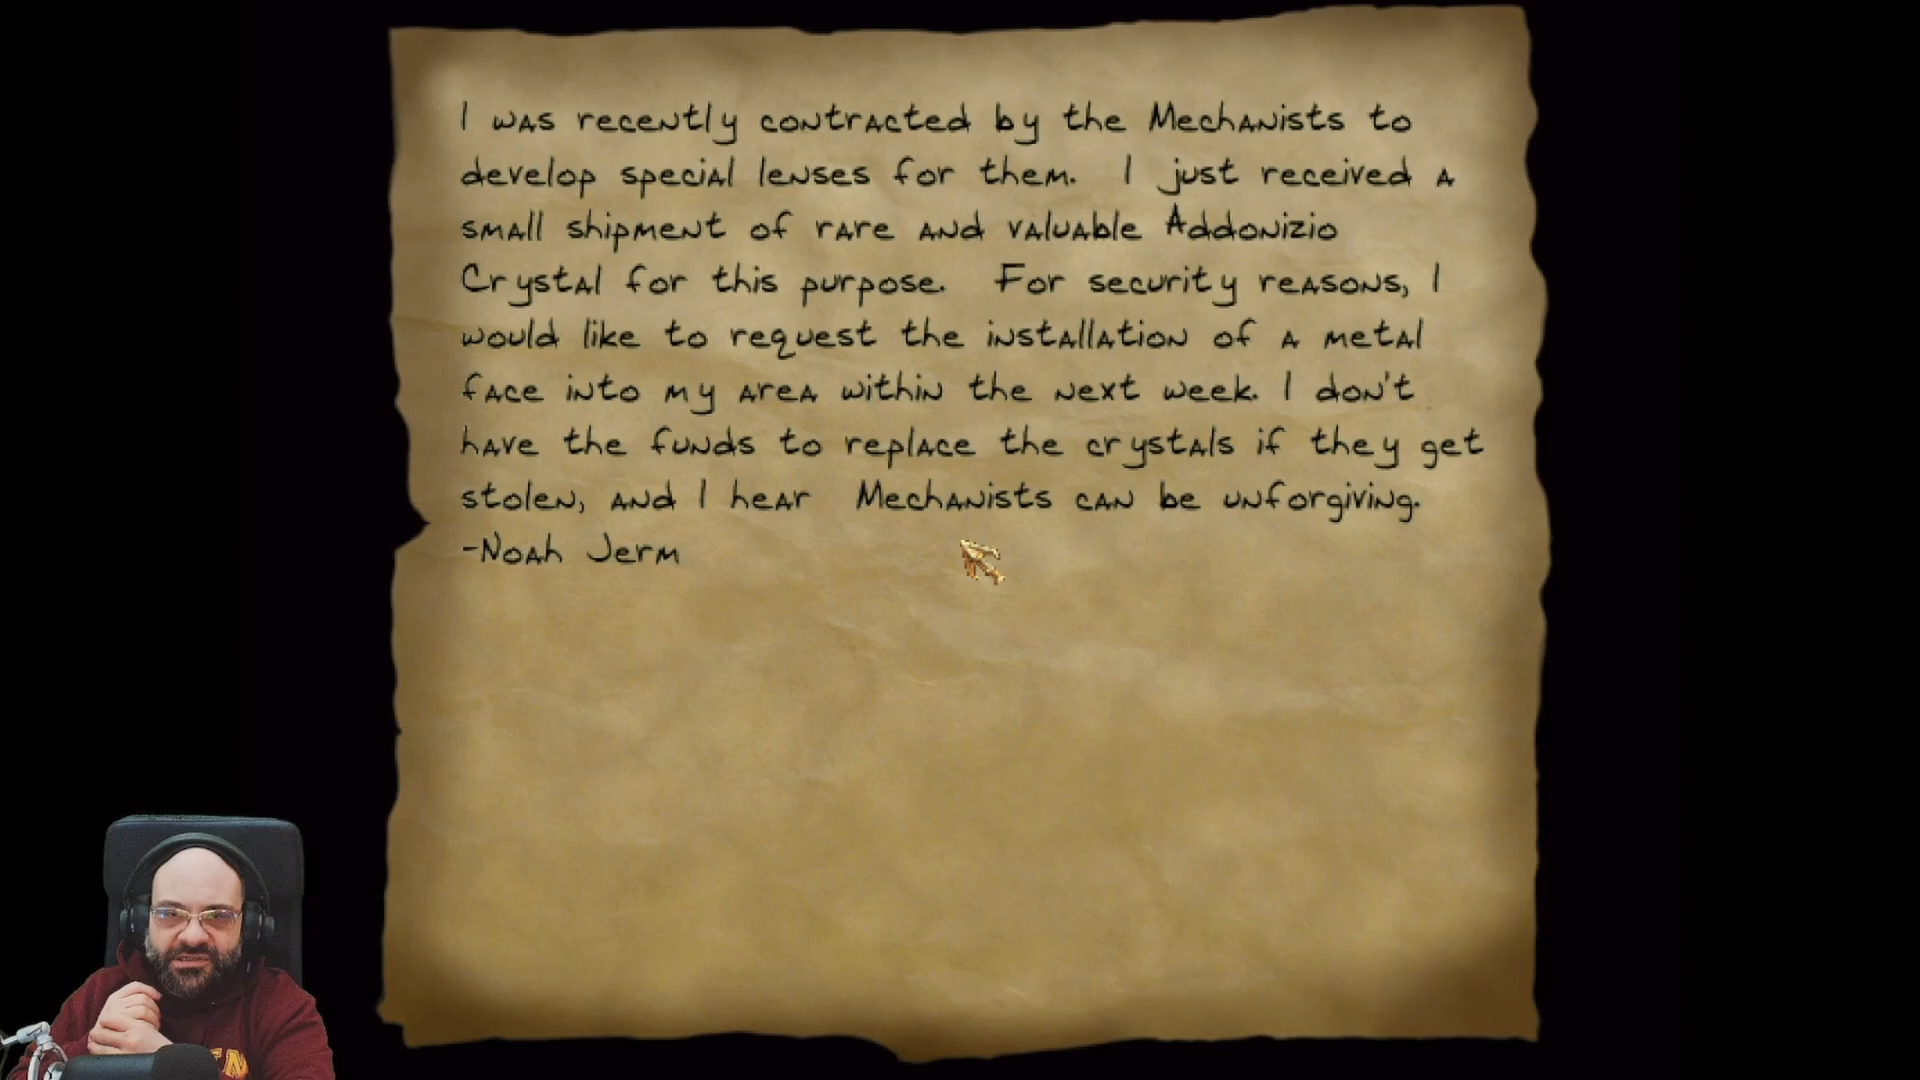 I was recently contracted by the Mechanists to
develop special lenses for them. I just received a
small shipment of rare and valuable Addonizio
Crystal for this purpose. For security reasons, I
would like to request the installation of a metal
face into my area within the next week. I don't
have the funds to replace the crystals if they get
stolen, and I hear Mechanists can be unforgiving.
-Noah Jerm